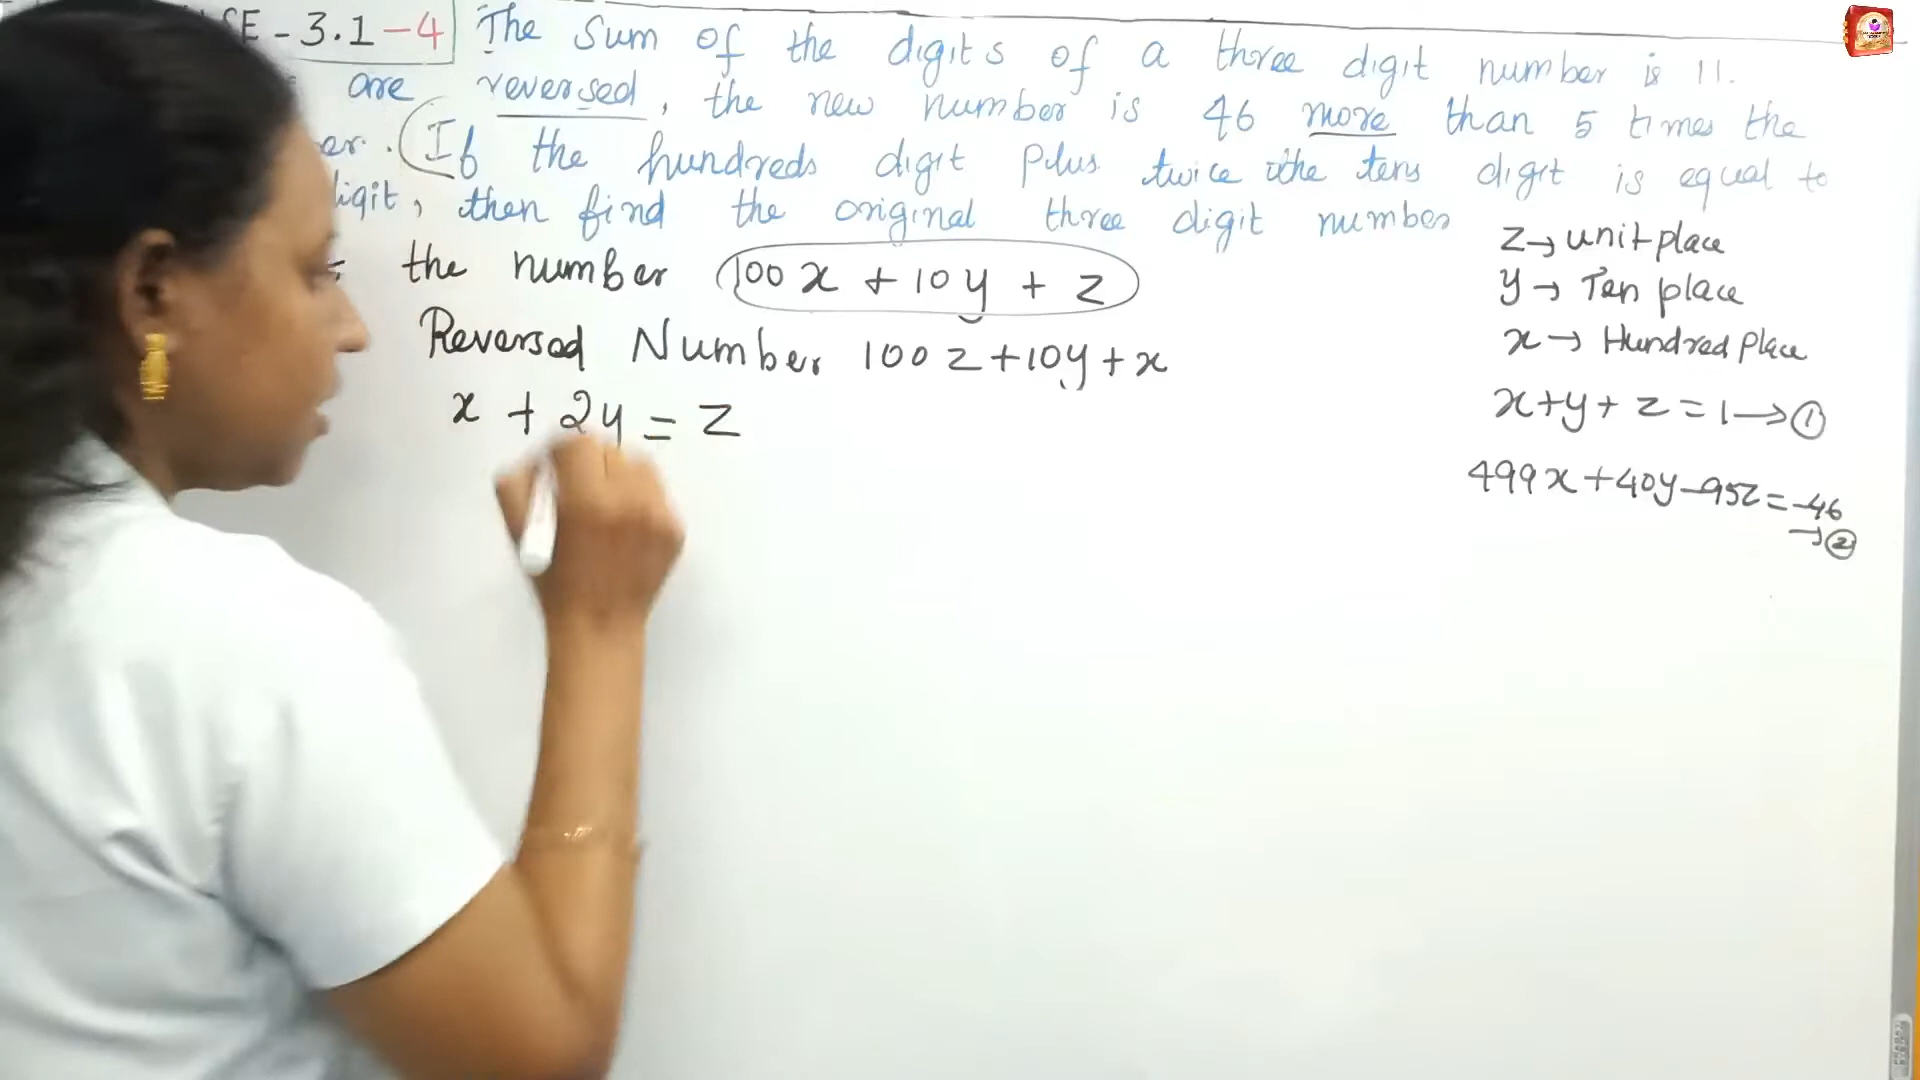 SE - 3.1 - 4 The Sum of the digits of a three digit number is 11.
are reversed, the new number is 46 more than 5 times the
er. If the hundreds digit plus twice the tens digit is equal to
digit, then find the original three digit number
the number 100x + 10y + z
Reversed Number 100z+10y+x
x + 2y = z
z→ unit place
y → Ten place
x → Hundred Place
x+y+z=1→①
499x+40y-95z=-46
→②